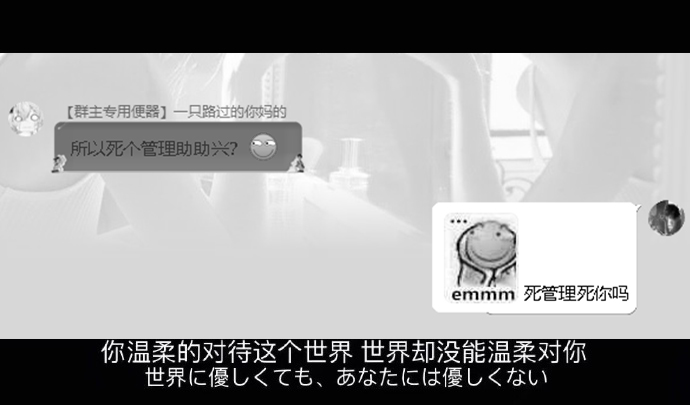 【群主专用便器】一只路过的你妈的
所以死个管理助助兴?
emmm 死管理死你吗
你温柔的对待这个世界 世界却没能温柔对你
世界に優しくても、あなたには優しくない